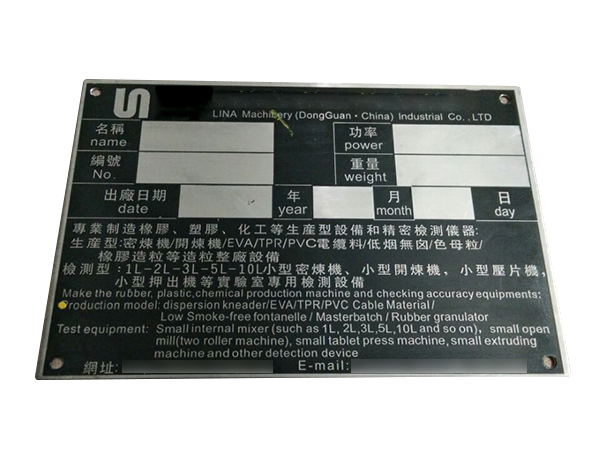 LINA Machinery (DongGuan·China) Industrial Co.,LTD
名稱 name 功率 power
編號 No. 重量 weight
出廠日期 date 年 year 月 month 日 day
專業制造橡膠、塑膠、化工等生産型設備和精密檢測儀器:
生産型:密煉機/開煉機/EVA/TPR/PVC電纜料/低烟無囟/色母粒/
橡膠造粒等造粒整廠設備
檢測型:1L-2L-3L-5L-10L小型密煉機、小型開煉機,小型壓片機,
小型押出機等實驗室專用檢測設備
Make the rubber, plastic,chemical production machine and checking accuracy equipments:
roduction model: dispersion kneader/EVA/TPR/PVC Cable Material/
Low Smoke-free fontanelle / Masterbatch / Rubber granulator
Test equipment: Small internal mixer (such as 1L, 2L,3L,5L,10L and so on), small open
mill(two roller machine), small tablet press machine, small extruding
machine and other detection device
網址: E-mail: